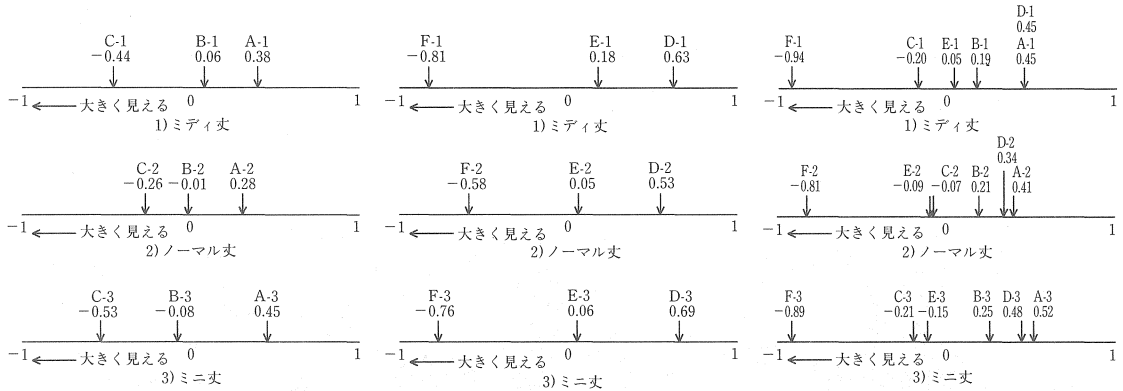 C-1 B-1 A-1
−0.44 0.06 0.38
−1 大きく見える 0 1
1)ミディ丈
C-2 B-2 A-2
−0.26 −0.01 0.28
−1 大きく見える 0 1
2)ノーマル丈
C-3 B-3 A-3
−0.53 −0.08 0.45
−1 大きく見える 0 1
3)ミニ丈
F-1 E-1 D-1
−0.81 0.18 0.63
−1 大きく見える 0 1
1)ミディ丈
F-2 E-2 D-2
−0.58 0.05 0.53
−1 大きく見える 0 1
2)ノーマル丈
F-3 E-3 D-3
−0.76 0.06 0.69
−1 大きく見える 0 1
3)ミニ丈
D-1
0.45
F-1 C-1 E-1 B-1 A-1
−0.94 −0.20 0.05 0.19 0.45
−1 大きく見える 0 1
1)ミディ丈
D-2
0.34
F-2 E-2 C-2 B-2 A-2
−0.81 −0.09 −0.07 0.21 0.41
−1 大きく見える 0 1
2)ノーマル丈
F-3 C-3 E-3 B-3 D-3 A-3
−0.89 −0.21 −0.15 0.25 0.48 0.52
−1 大きく見える 0 1
3)ミニ丈